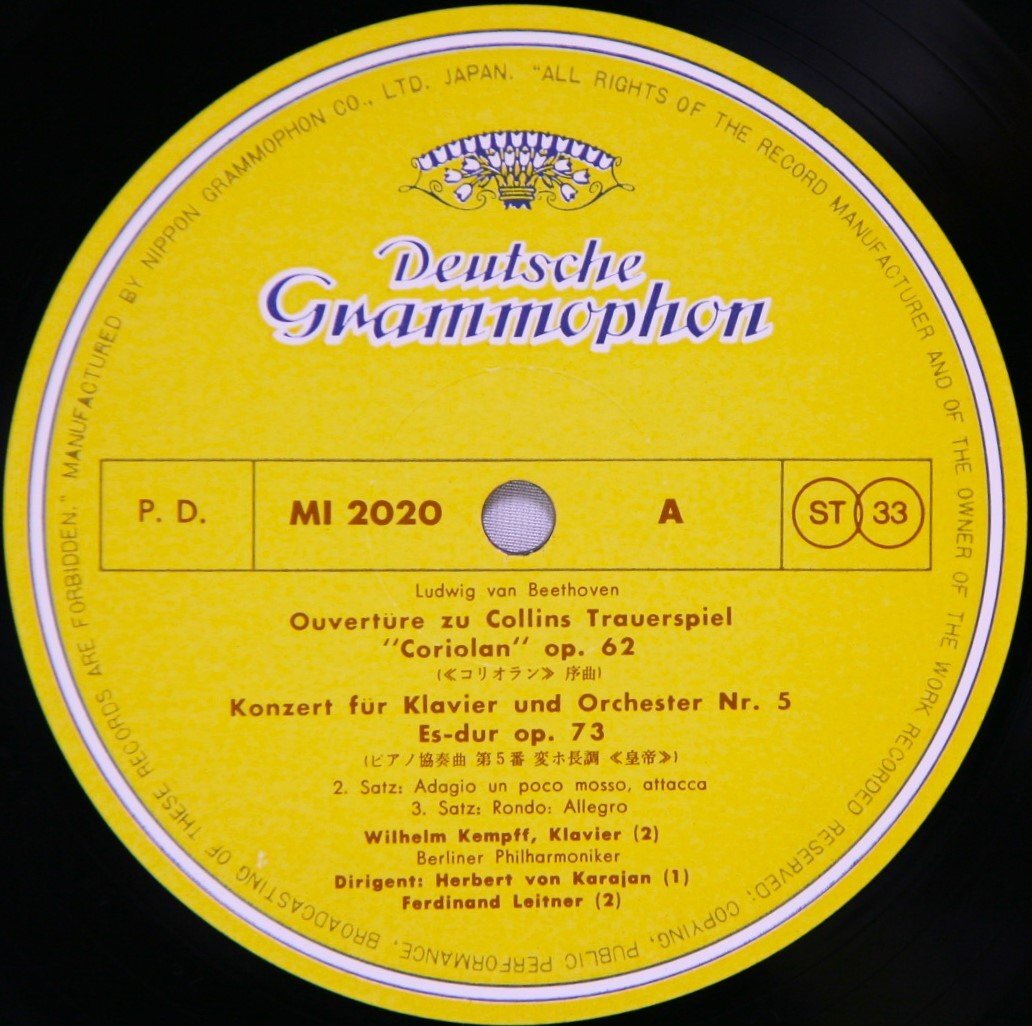 MANUFACTURED BY NIPPON GRAMMOPHON CO., LTD. JAPAN. "ALL RIGHTS OF THE RECORD MANUFACTURER AND OF THE OWNER OF THE WORK RECORDED RESERVED; COPYING, PUBLIC PERFORMANCE, BROADCASTING OF THESE RECORDS ARE FORBIDDEN."
Deutsche
Grammophon
P. D. MI 2020 A ST 33
Ludwig van Beethoven
Ouvertüre zu Collins Trauerspiel
"Coriolan" op. 62
(≪コリオラン≫ 序曲)
Konzert für Klavier und Orchester Nr. 5
Es-dur op. 73
(ピアノ協奏曲 第5番 変ホ長調 ≪皇帝≫)
2. Satz: Adagio un poco mosso, attacca
3. Satz: Rondo: Allegro
Wilhelm Kempff, Klavier (2)
Berliner Philharmoniker
Dirigent: Herbert von Karajan (1)
Ferdinand Leitner (2)